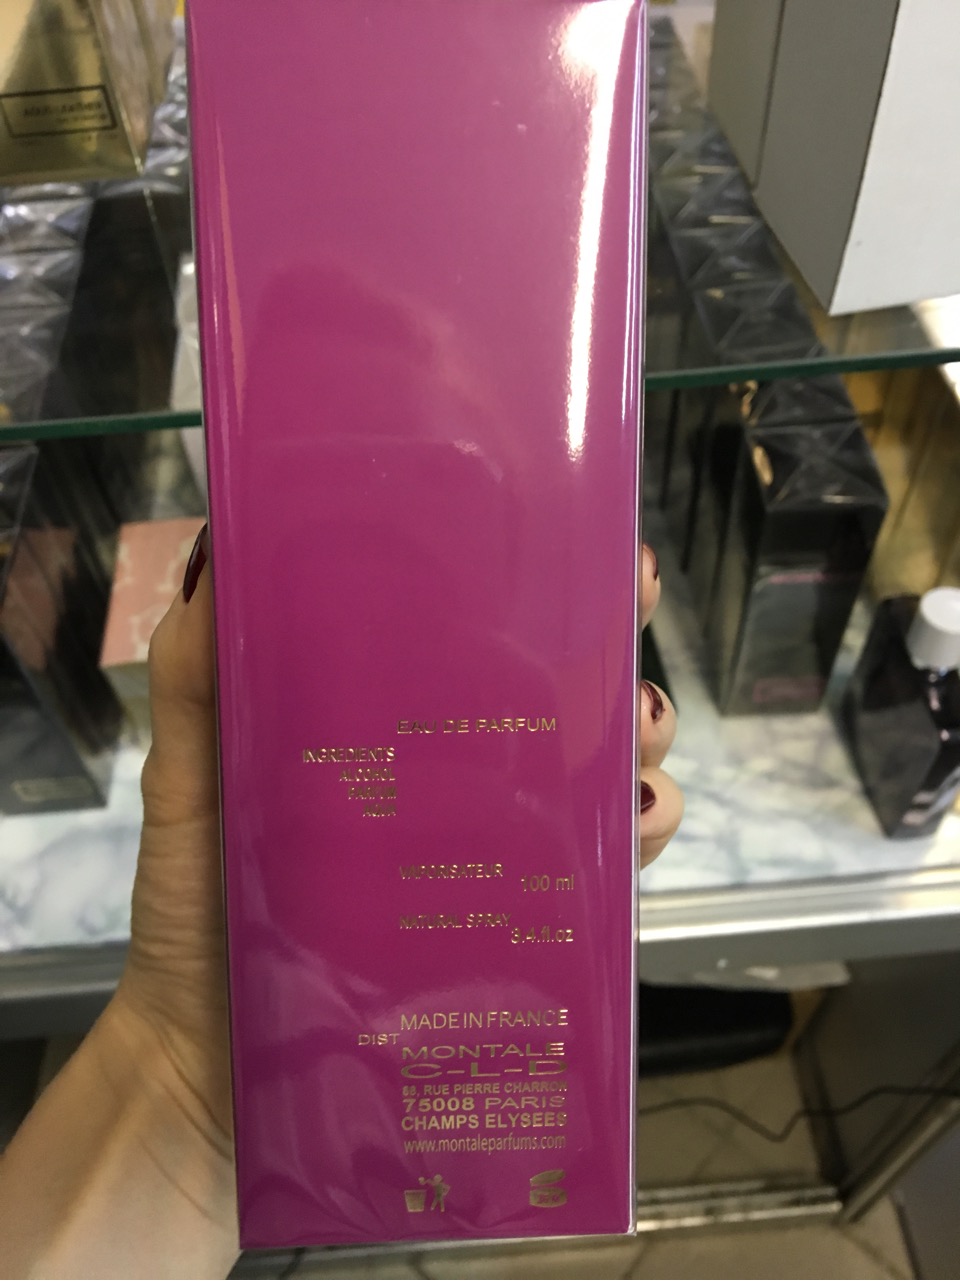 EAU DE PARFUM
INGREDIENTS
ALCOHOL
PARFUM
AQUA
VAPORISATEUR 100 ml
NATURAL SPRAY 3.4.fl.oz
MADE IN FRANCE
DIST MONTALE
C-L-D
68, RUE PIERRE CHARRON
75008 PARIS
CHAMPS ELYSEES
www.montaleparfums.com